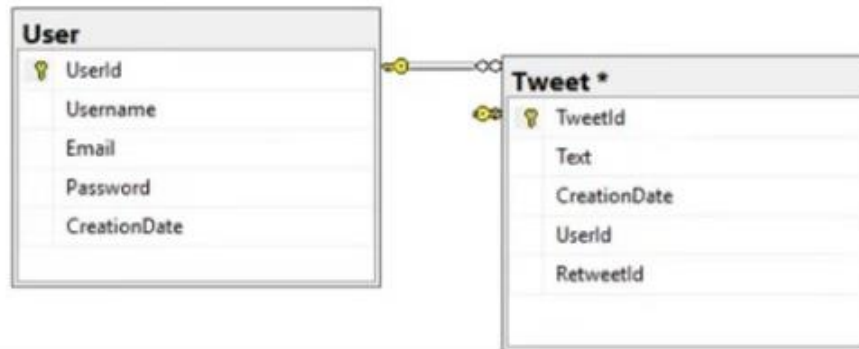 User
UserId
Username
Email
Password
CreationDate
Tweet *
TweetId
Text
CreationDate
UserId
RetweetId